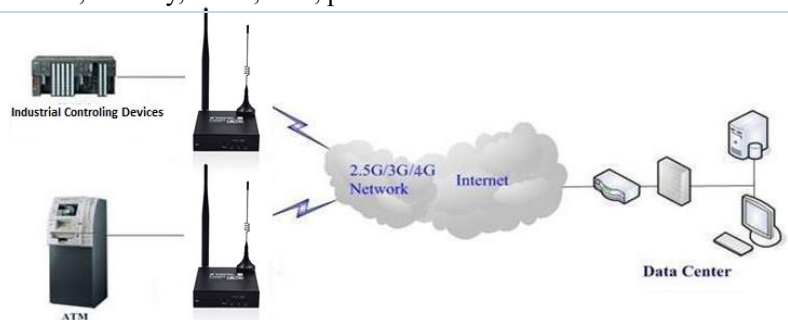 Industrial Controling Devices
2.5G/3G/4G
Network
Internet
Data Center
ATM